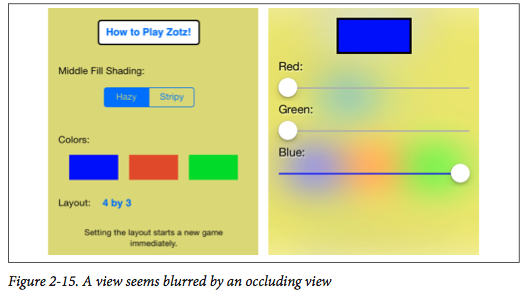 How to Play Zotz!
Middle Fill Shading:
Hazy Stripy
Colors:
Layout: 4 by 3
Setting the layout starts a new game
immediately.
Red:
Green:
Blue:
Figure 2-15. A view seems blurred by an occluding view